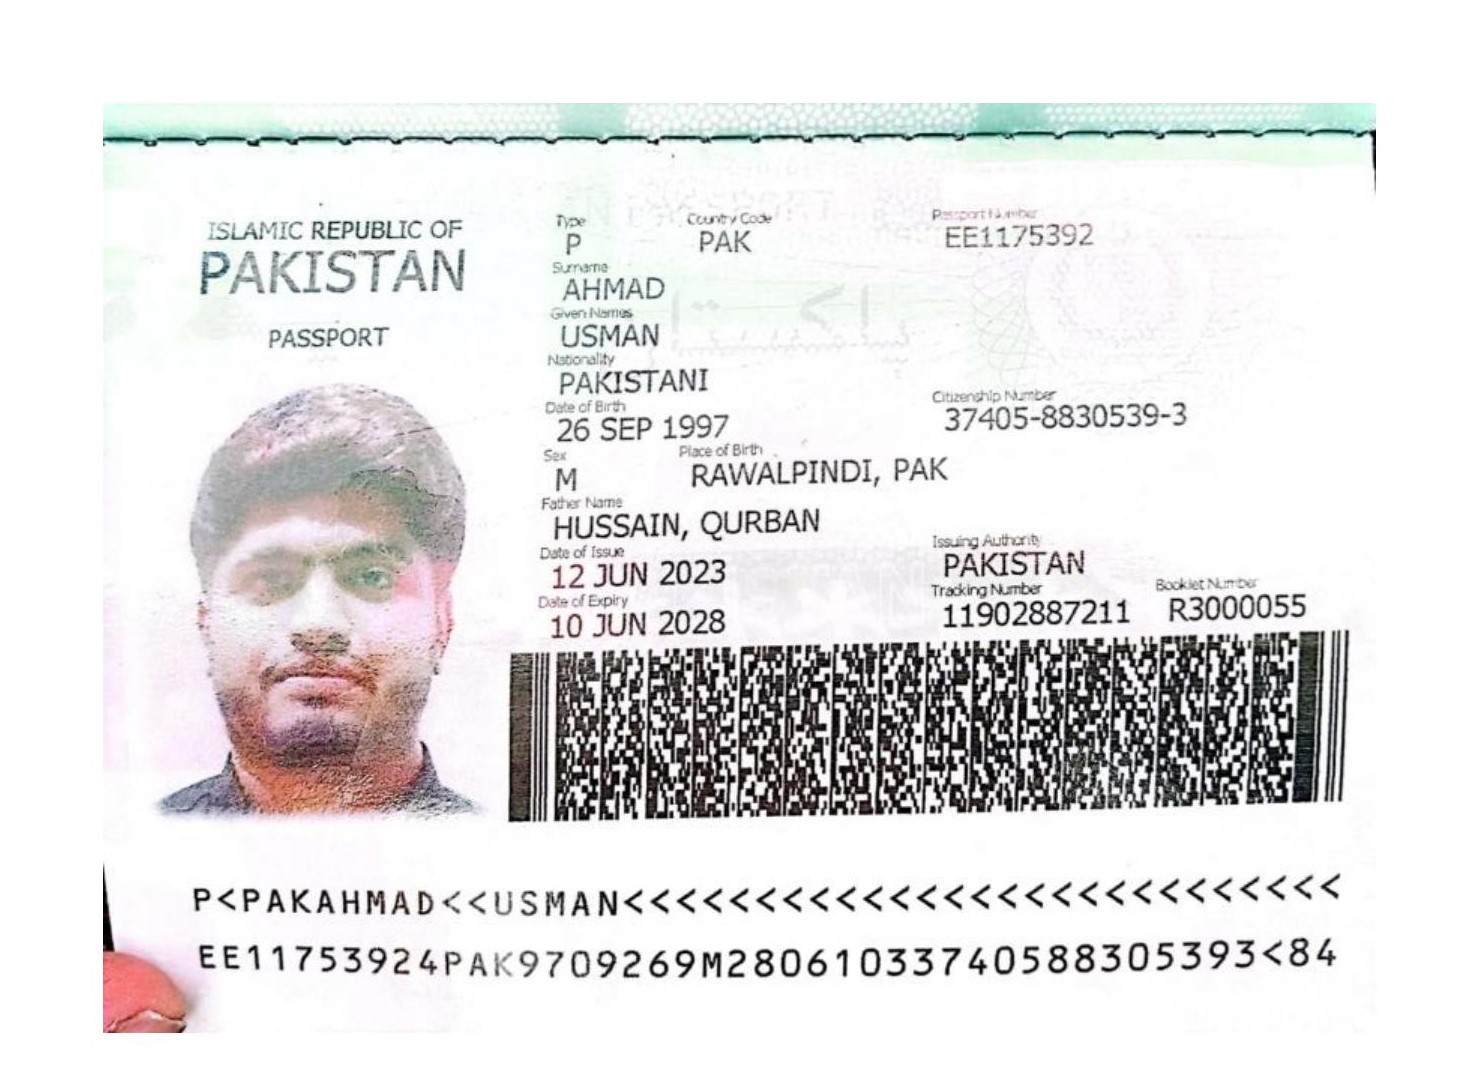 ISLAMIC REPUBLIC OF
PAKISTAN
PASSPORT
Type Country Code Passport Number
P PAK EE1175392
Surname
AHMAD
Given Names
USMAN
Nationality
PAKISTANI
Date of Birth Citizenship Number
26 SEP 1997 37405-8830539-3
Sex Place of Birth
M RAWALPINDI, PAK
Father Name
HUSSAIN, QURBAN
Date of Issue Issuing Authority
12 JUN 2023 PAKISTAN
Date of Expiry Tracking Number Booklet Number
10 JUN 2028 11902887211 R3000055
P<PAKAHMAD<<USMAN<<<<<<<<<<<<<<<<<<<<<<<<<<<
EE11753924PAK9709269M28061033740588305393<84